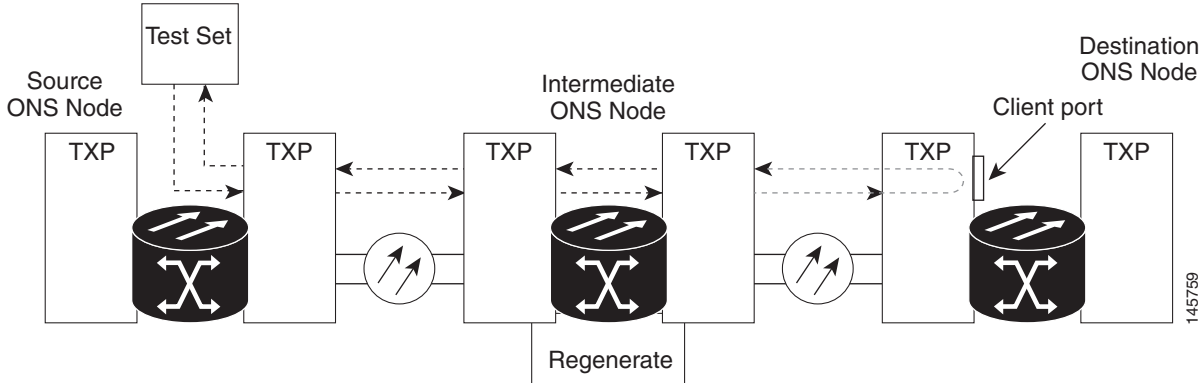 Test Set
Source
ONS Node
Intermediate
ONS Node
Destination
ONS Node
Client port
TXP
TXP
TXP
TXP
TXP
TXP
Regenerate
145759